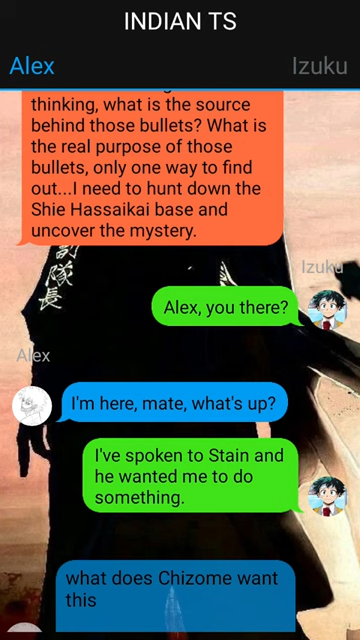 INDIAN TS
Alex
Izuku
thinking, what is the source
behind those bullets? What is
the real purpose of those
bullets, only one way to find
out...I need to hunt down the
Shie Hassaikai base and
uncover the mystery.
隊長
Izuku
Alex, you there?
Alex
I'm here, mate, what's up?
I've spoken to Stain and
he wanted me to do
something.
what does Chizome want
this